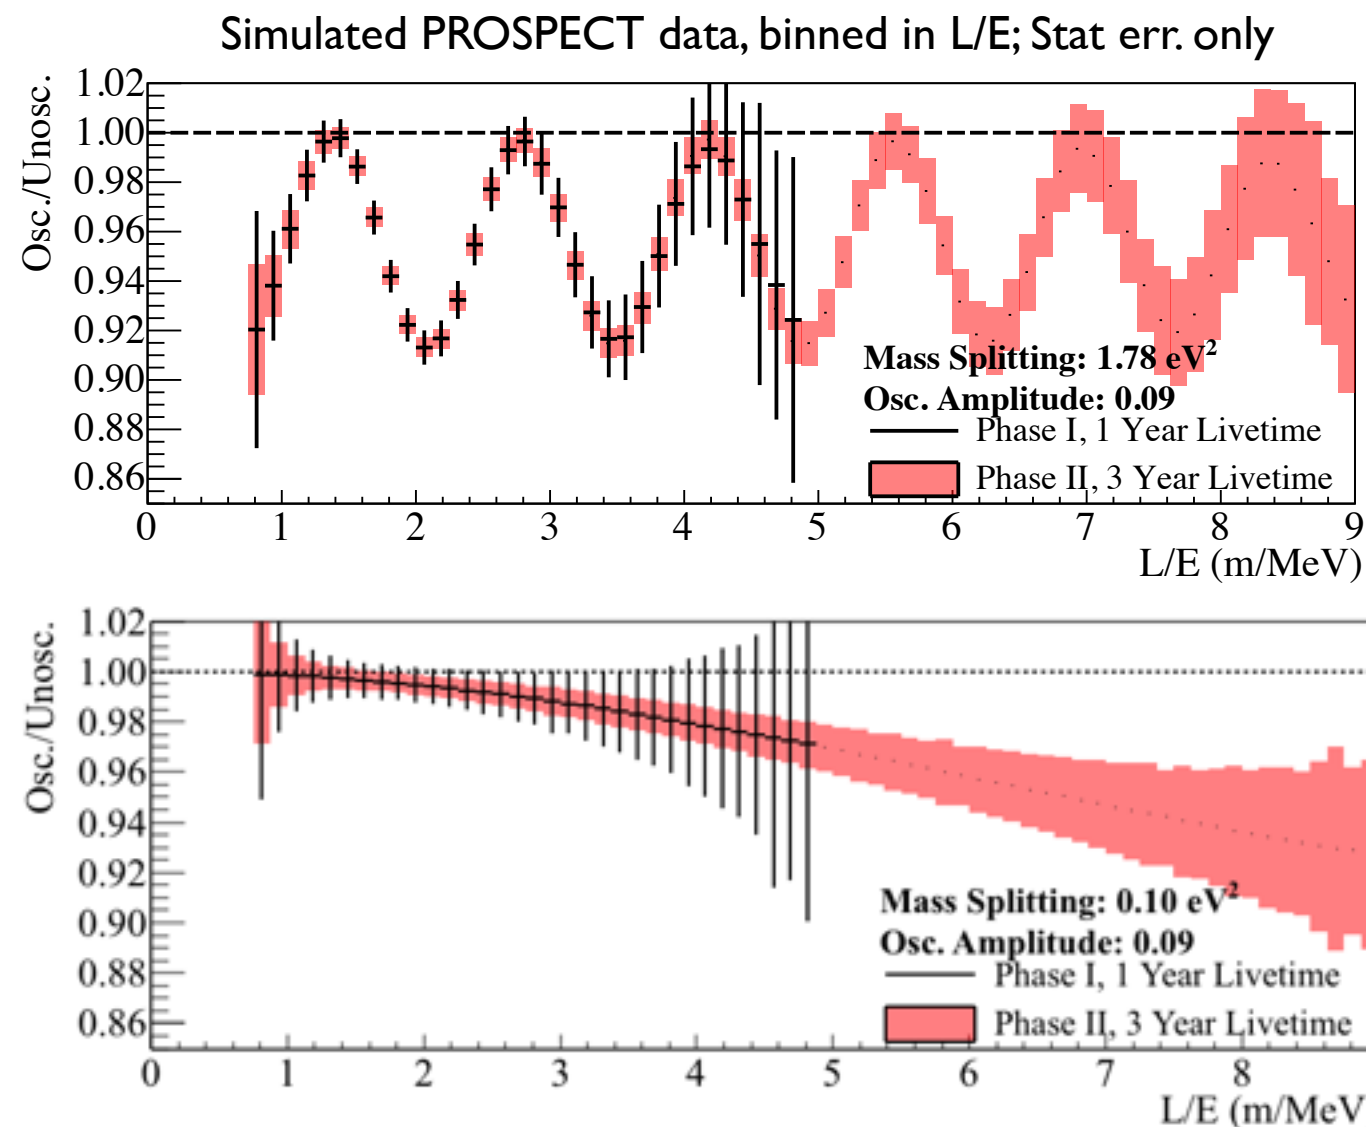 Simulated PROSPECT data, binned in L/E; Stat err. only
Osc./Unosc.
1.02
1.00
0.98
0.96
0.94
0.92
0.90
0.88
0.86
Mass Splitting: 1.78 eV²
Osc. Amplitude: 0.09
Phase I, 1 Year Livetime
Phase II, 3 Year Livetime
0 1 2 3 4 5 6 7 8 9
L/E (m/MeV)
Osc./Unosc.
1.02
1.00
0.98
0.96
0.94
0.92
0.90
0.88
0.86
Mass Splitting: 0.10 eV²
Osc. Amplitude: 0.09
Phase I, 1 Year Livetime
Phase II, 3 Year Livetime
0 1 2 3 4 5 6 7 8
L/E (m/MeV